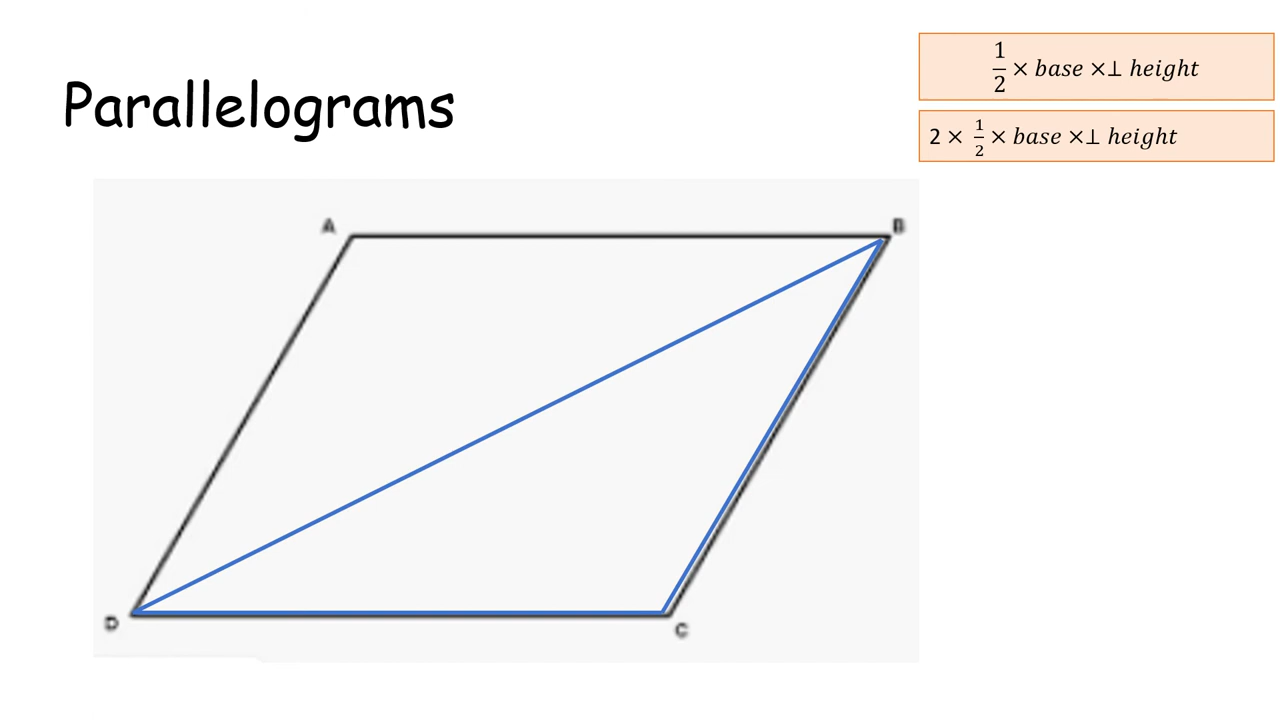 Parallelograms
1/2 × base ×⊥ height
2 × 1/2 × base ×⊥ height
A
B
D
C